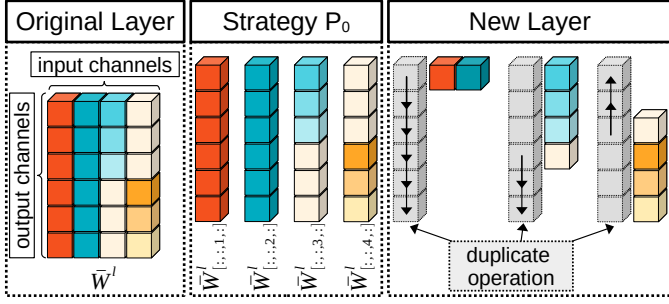 Original Layer
Strategy P₀
New Layer
input channels
output channels
W̄ˡ
W̄ˡ[:,:,1,:]
W̄ˡ[:,:,2,:]
W̄ˡ[:,:,3,:]
W̄ˡ[:,:,4,:]
duplicate
operation